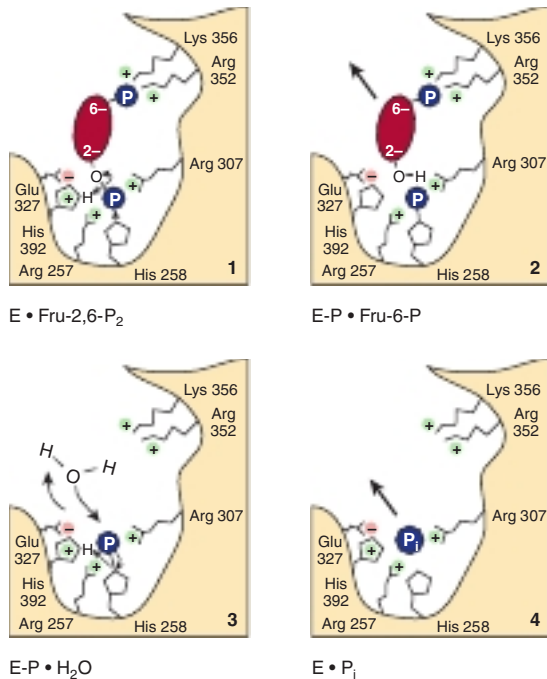 Lys 356
Arg
352
+
P
+
6–
2–
Arg 307
–
O
+
Glu
327
+
H
P
+
His
392
Arg 257
His 258
1
E • Fru-2,6-P2
Lys 356
Arg
352
+
P
+
6–
2–
Arg 307
–
O–H
+
Glu
327
P
+
His
392
Arg 257
His 258
2
E-P • Fru-6-P
Lys 356
Arg
352
+
+
H
H
O
Arg 307
–
P
+
Glu
327
+
H
+
His
392
Arg 257
His 258
3
E-P • H2O
Lys 356
Arg
352
+
+
Arg 307
–
Pi
+
Glu
327
+
+
His
392
Arg 257
His 258
4
E • Pi